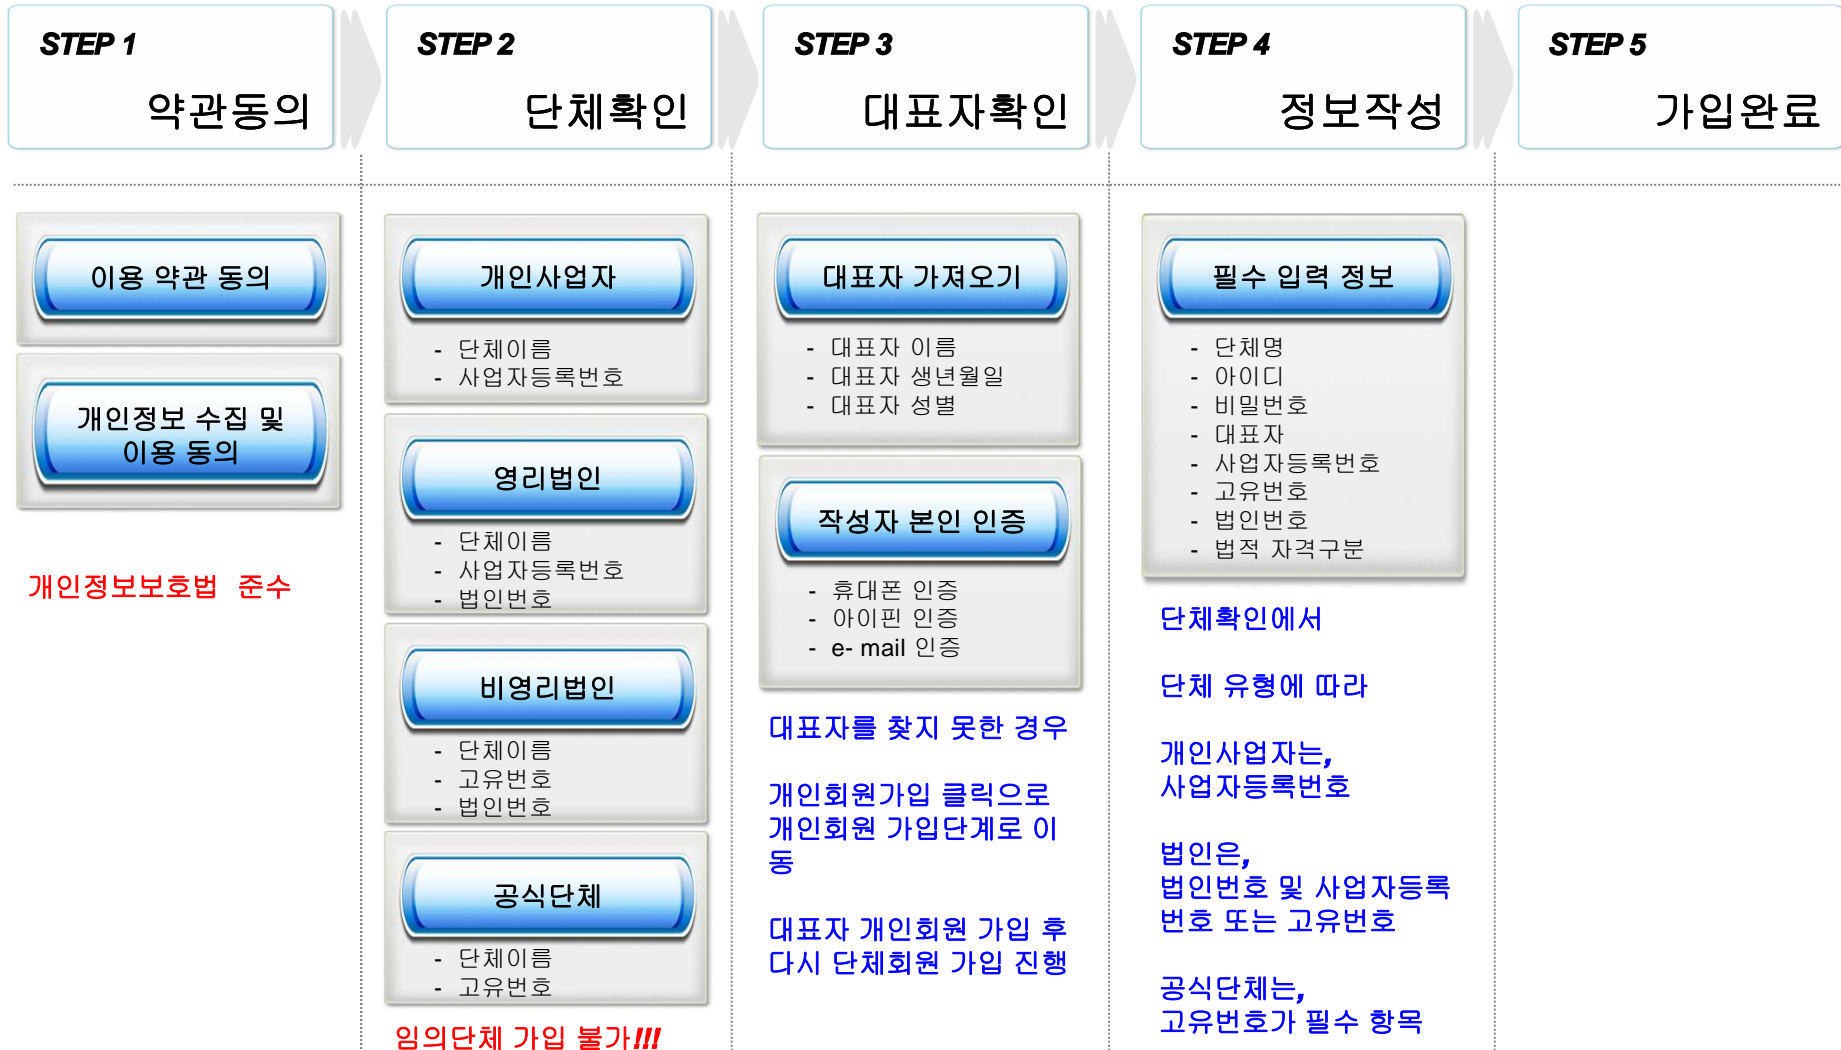 STEP 1
약관동의
STEP 2
단체확인
STEP 3
대표자확인
STEP 4
정보작성
STEP 5
가입완료
이용 약관 동의
개인정보 수집 및
이용 동의
개인정보보호법 준수
개인사업자
- 단체이름
- 사업자등록번호
영리법인
- 단체이름
- 사업자등록번호
- 법인번호
비영리법인
- 단체이름
- 고유번호
- 법인번호
공식단체
- 단체이름
- 고유번호
임의단체 가입 불가!!!
대표자 가져오기
- 대표자 이름
- 대표자 생년월일
- 대표자 성별
작성자 본인 인증
- 휴대폰 인증
- 아이핀 인증
- e- mail 인증
대표자를 찾지 못한 경우
개인회원가입 클릭으로
개인회원 가입단계로 이
동
대표자 개인회원 가입 후
다시 단체회원 가입 진행
필수 입력 정보
- 단체명
- 아이디
- 비밀번호
- 대표자
- 사업자등록번호
- 고유번호
- 법인번호
- 법적 자격구분
단체확인에서
단체 유형에 따라
개인사업자는,
사업자등록번호
법인은,
법인번호 및 사업자등록
번호 또는 고유번호
공식단체는,
고유번호가 필수 항목